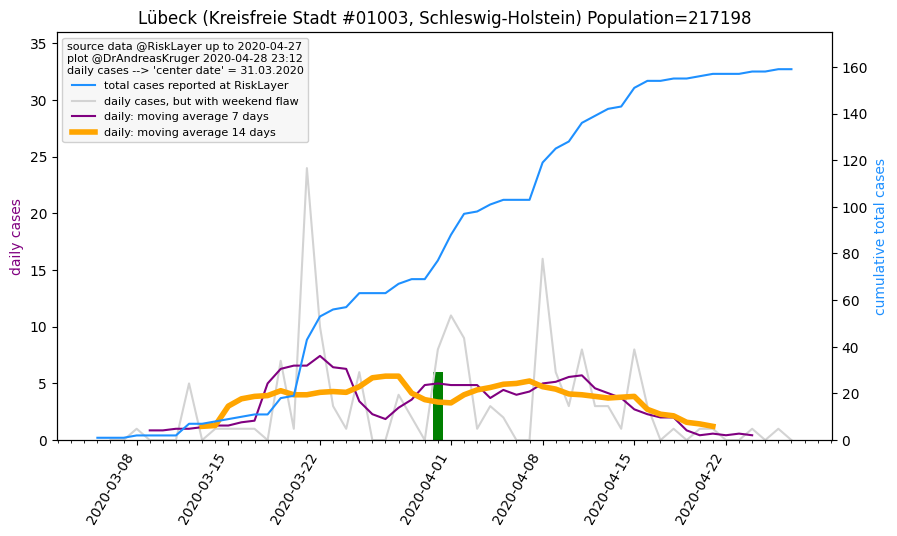 Lübeck (Kreisfreie Stadt #01003, Schleswig-Holstein) Population=217198
source data @RiskLayer up to 2020-04-27
plot @DrAndreasKruger 2020-04-28 23:12
daily cases --> 'center date' = 31.03.2020
total cases reported at RiskLayer
daily cases, but with weekend flaw
daily: moving average 7 days
daily: moving average 14 days
daily cases
35
30
25
20
15
10
5
0
160
140
120
100
80
60
40
20
0
cumulative total cases
2020-03-08
2020-03-15
2020-03-22
2020-04-01
2020-04-08
2020-04-15
2020-04-22